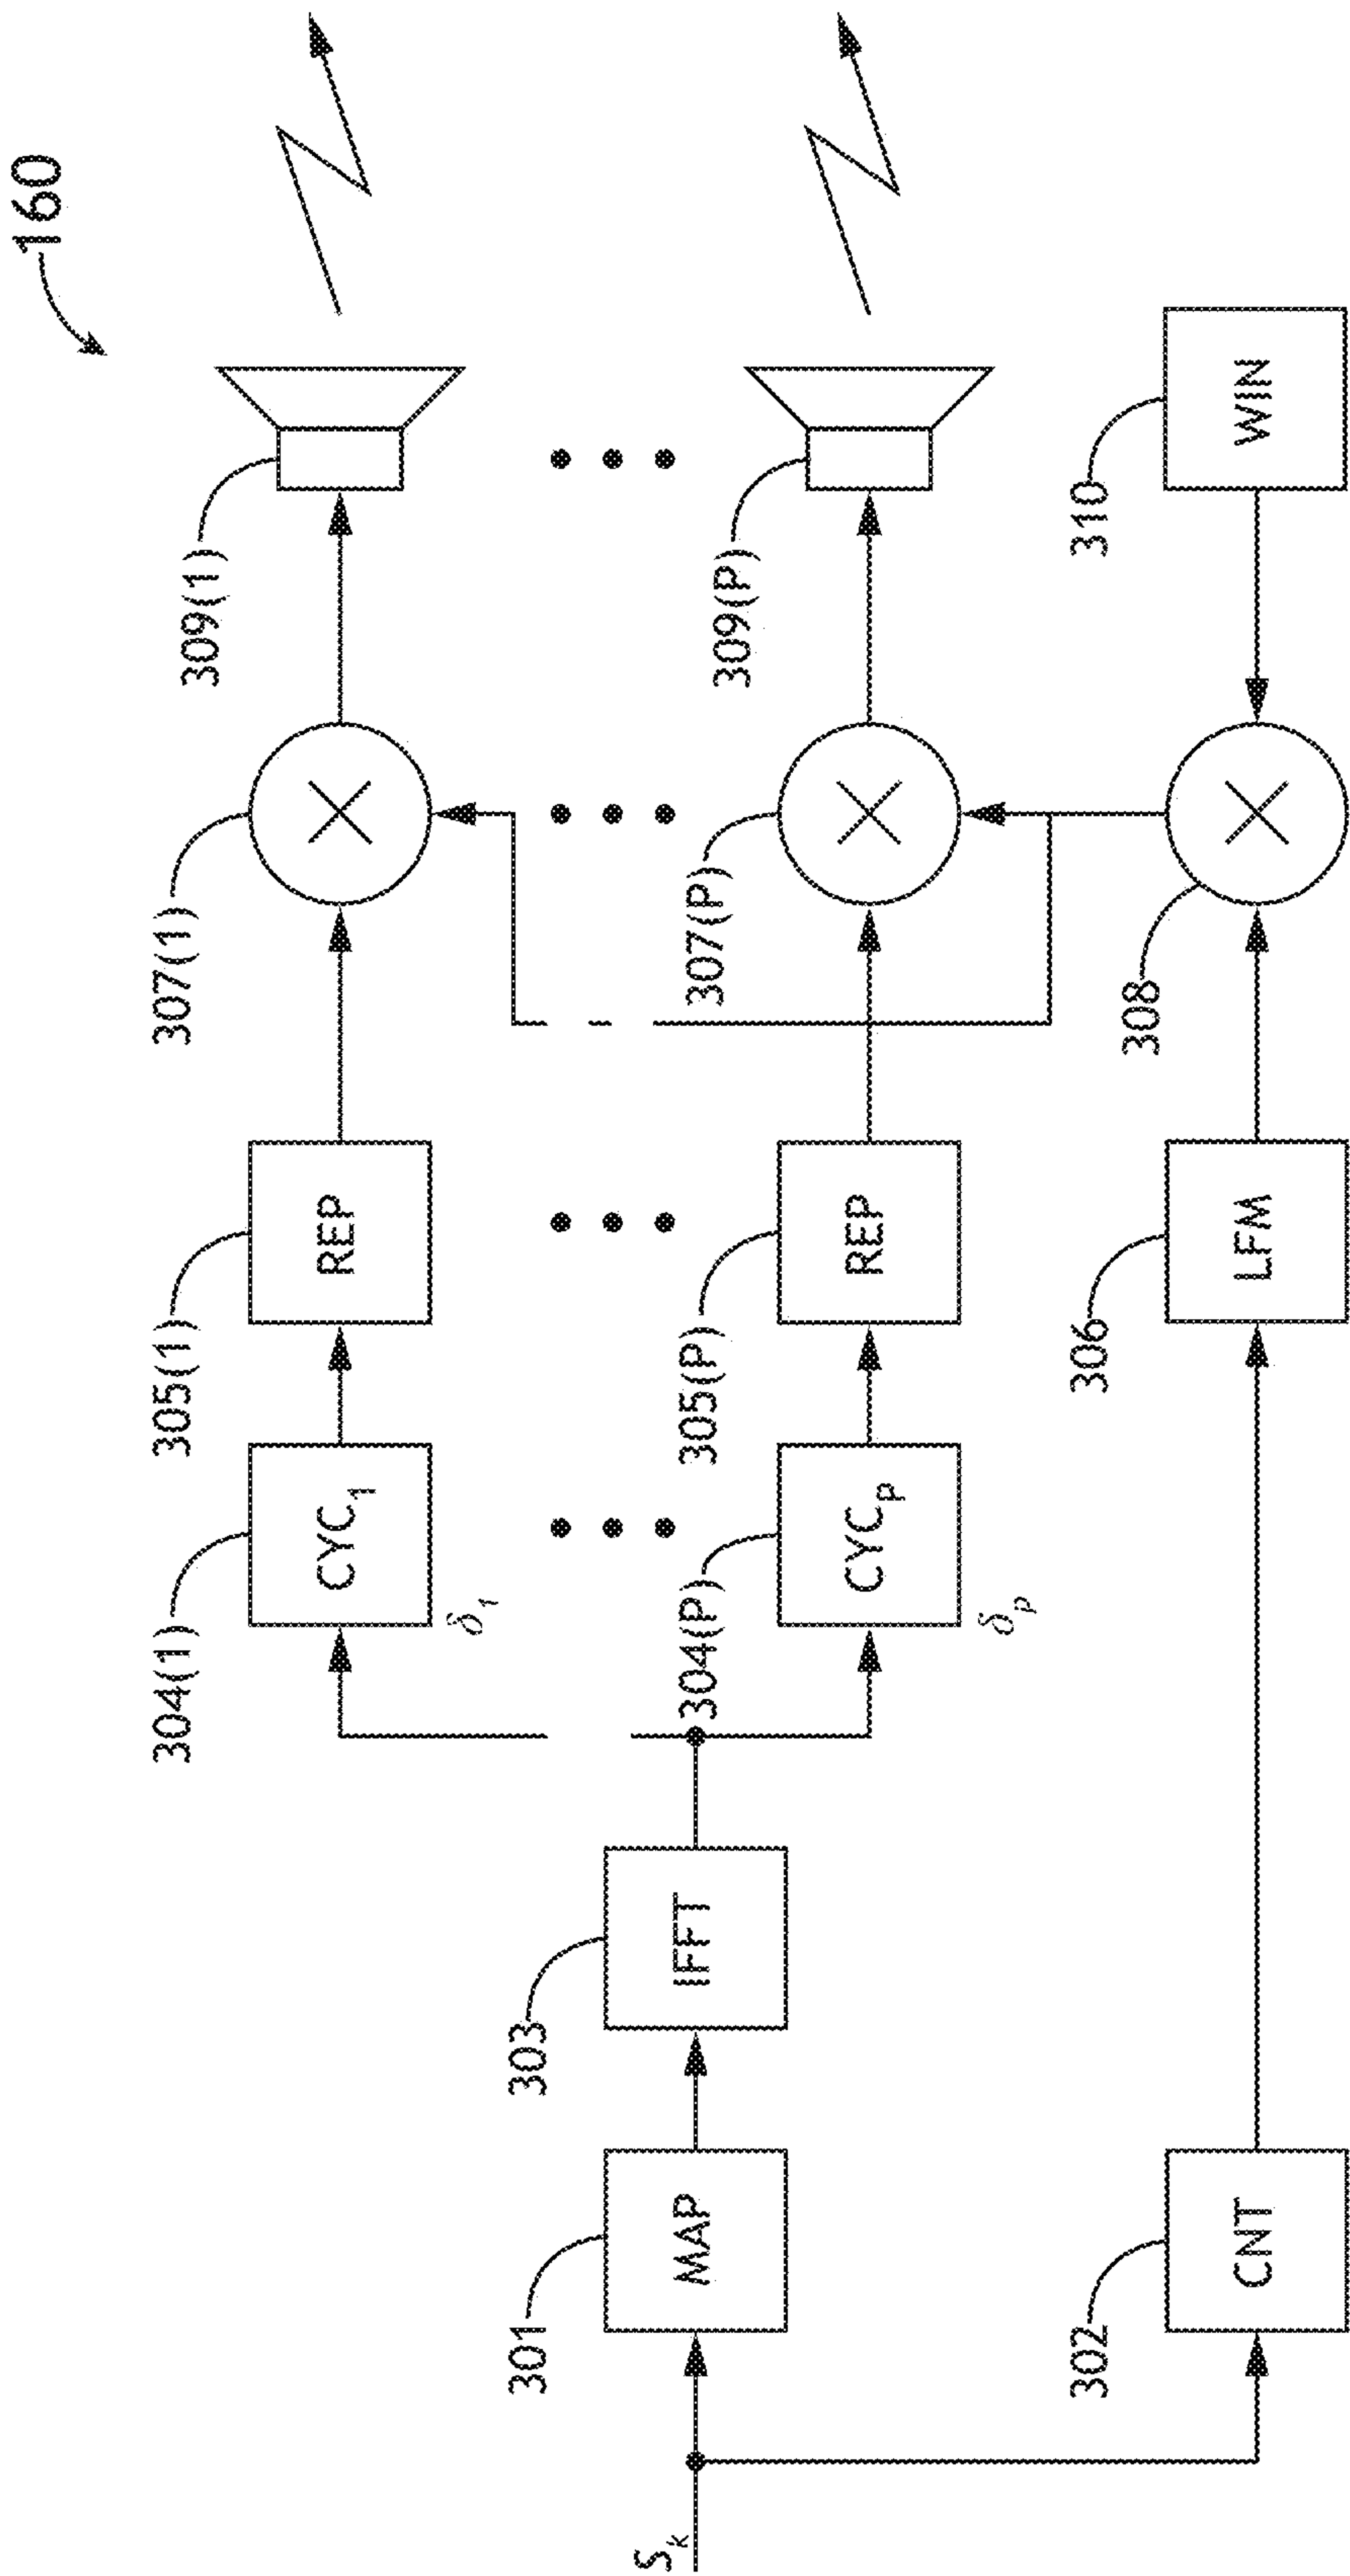 160
304(1)
305(1)
307(1)
309(1)
CYC₁
REP
δ₁
301
303
304(P)
305(P)
307(P)
309(P)
Sₖ
MAP
IFFT
CYCₚ
REP
δₚ
302
306
308
310
CNT
LFM
WIN